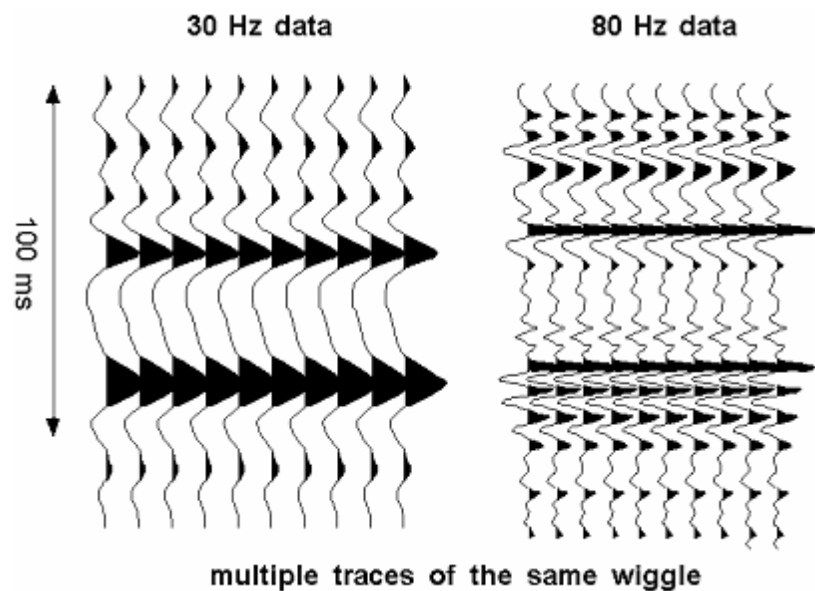 30 Hz data
80 Hz data
100 ms
multiple traces of the same wiggle